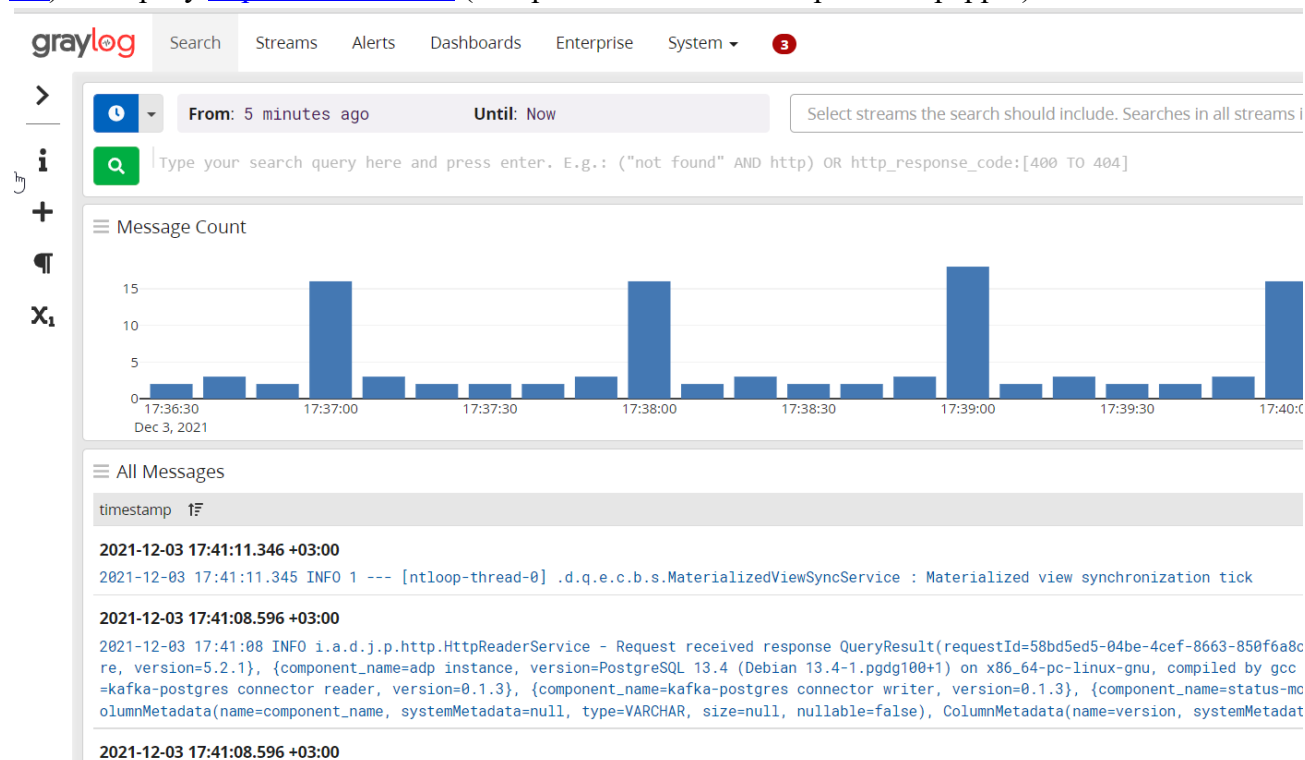 graylog Search Streams Alerts Dashboards Enterprise System 3
From: 5 minutes ago Until: Now Select streams the search should include. Searches in all streams i
Type your search query here and press enter. E.g.: ("not found" AND http) OR http_response_code:[400 TO 404]
Message Count
15
10
5
0
17:36:30 17:37:00 17:37:30 17:38:00 17:38:30 17:39:00 17:39:30 17:40:0
Dec 3, 2021
All Messages
timestamp
2021-12-03 17:41:11.346 +03:00
2021-12-03 17:41:11.345 INFO 1 --- [ntloop-thread-0] .d.q.e.c.b.s.MaterializedViewSyncService : Materialized view synchronization tick
2021-12-03 17:41:08.596 +03:00
2021-12-03 17:41:08 INFO i.a.d.j.p.http.HttpReaderService - Request received response QueryResult(requestId=58bd5ed5-04be-4cef-8663-850f6a8c
re, version=5.2.1}, {component_name=adp instance, version=PostgreSQL 13.4 (Debian 13.4-1.pgdg100+1) on x86_64-pc-linux-gnu, compiled by gcc
=kafka-postgres connector reader, version=0.1.3}, {component_name=kafka-postgres connector writer, version=0.1.3}, {component_name=status-mo
olumnMetadata(name=component_name, systemMetadata=null, type=VARCHAR, size=null, nullable=false), ColumnMetadata(name=version, systemMetadat
2021-12-03 17:41:08.596 +03:00